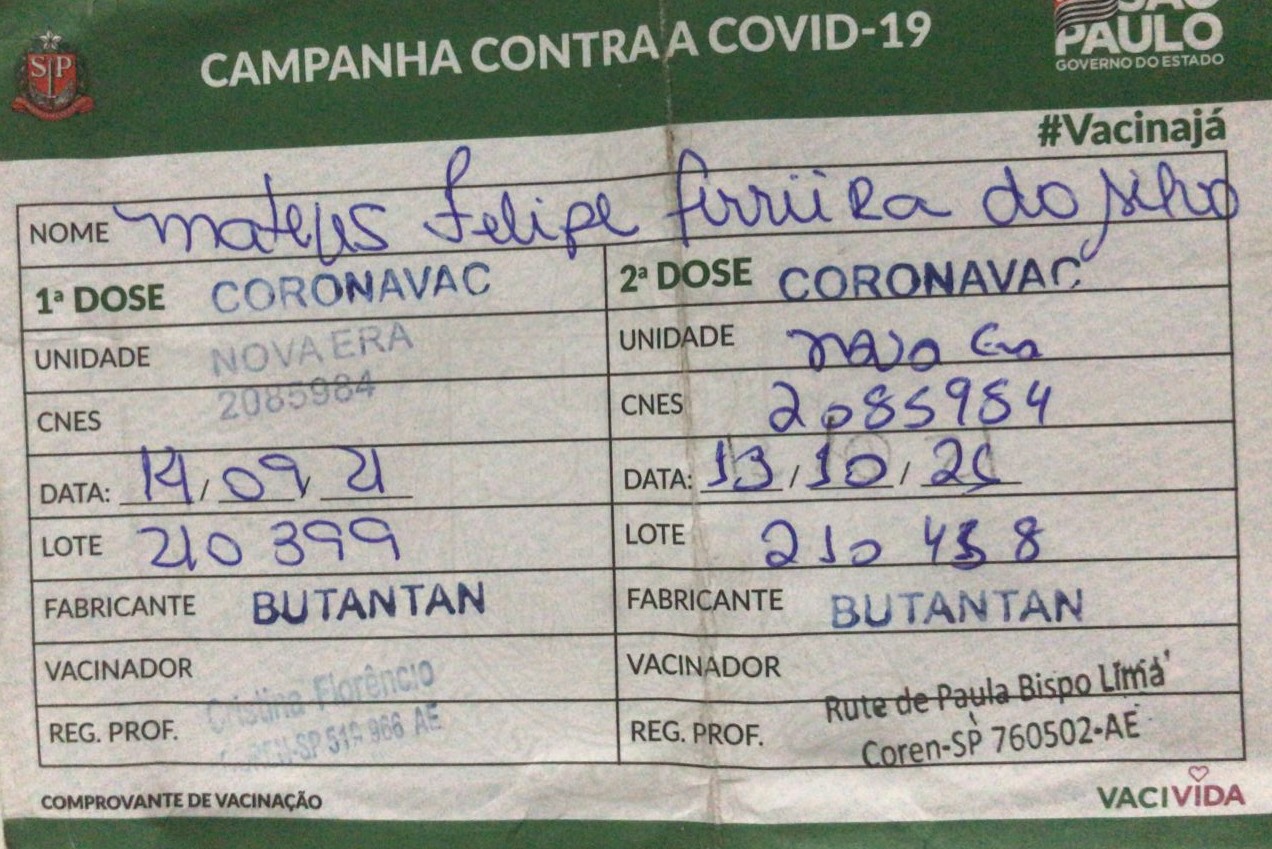 SP
CAMPANHA CONTRA A COVID-19
SÃO
PAULO
GOVERNO DO ESTADO
#Vacinajá
NOME mateus Felipe ferreira da silva
1ª DOSE CORONAVAC
2ª DOSE CORONAVAC
UNIDADE NOVA ERA
UNIDADE nova Era
CNES 2085984
CNES 2085984
DATA: 14/09/21
DATA: 13/10/21
LOTE 210399
LOTE 210 458
FABRICANTE BUTANTAN
FABRICANTE BUTANTAN
VACINADOR Cristina Florêncio
VACINADOR Rute de Paula Bispo Lima
REG. PROF. COREN-SP 966 AE
REG. PROF. Coren-SP 760502-AE
COMPROVANTE DE VACINAÇÃO
VACIVIDA